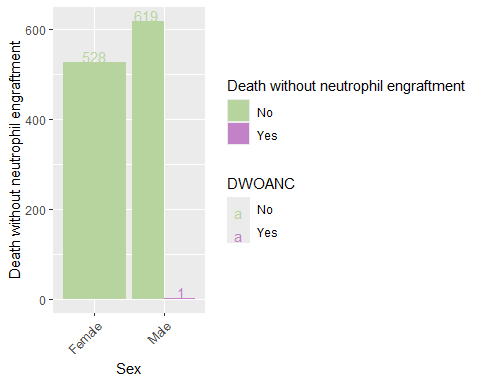 Death without neutrophil engraftment
600
400
200
0
528
619
1
Female
Male
Sex
Death without neutrophil engraftment
No
Yes
DWOANC
a No
a Yes